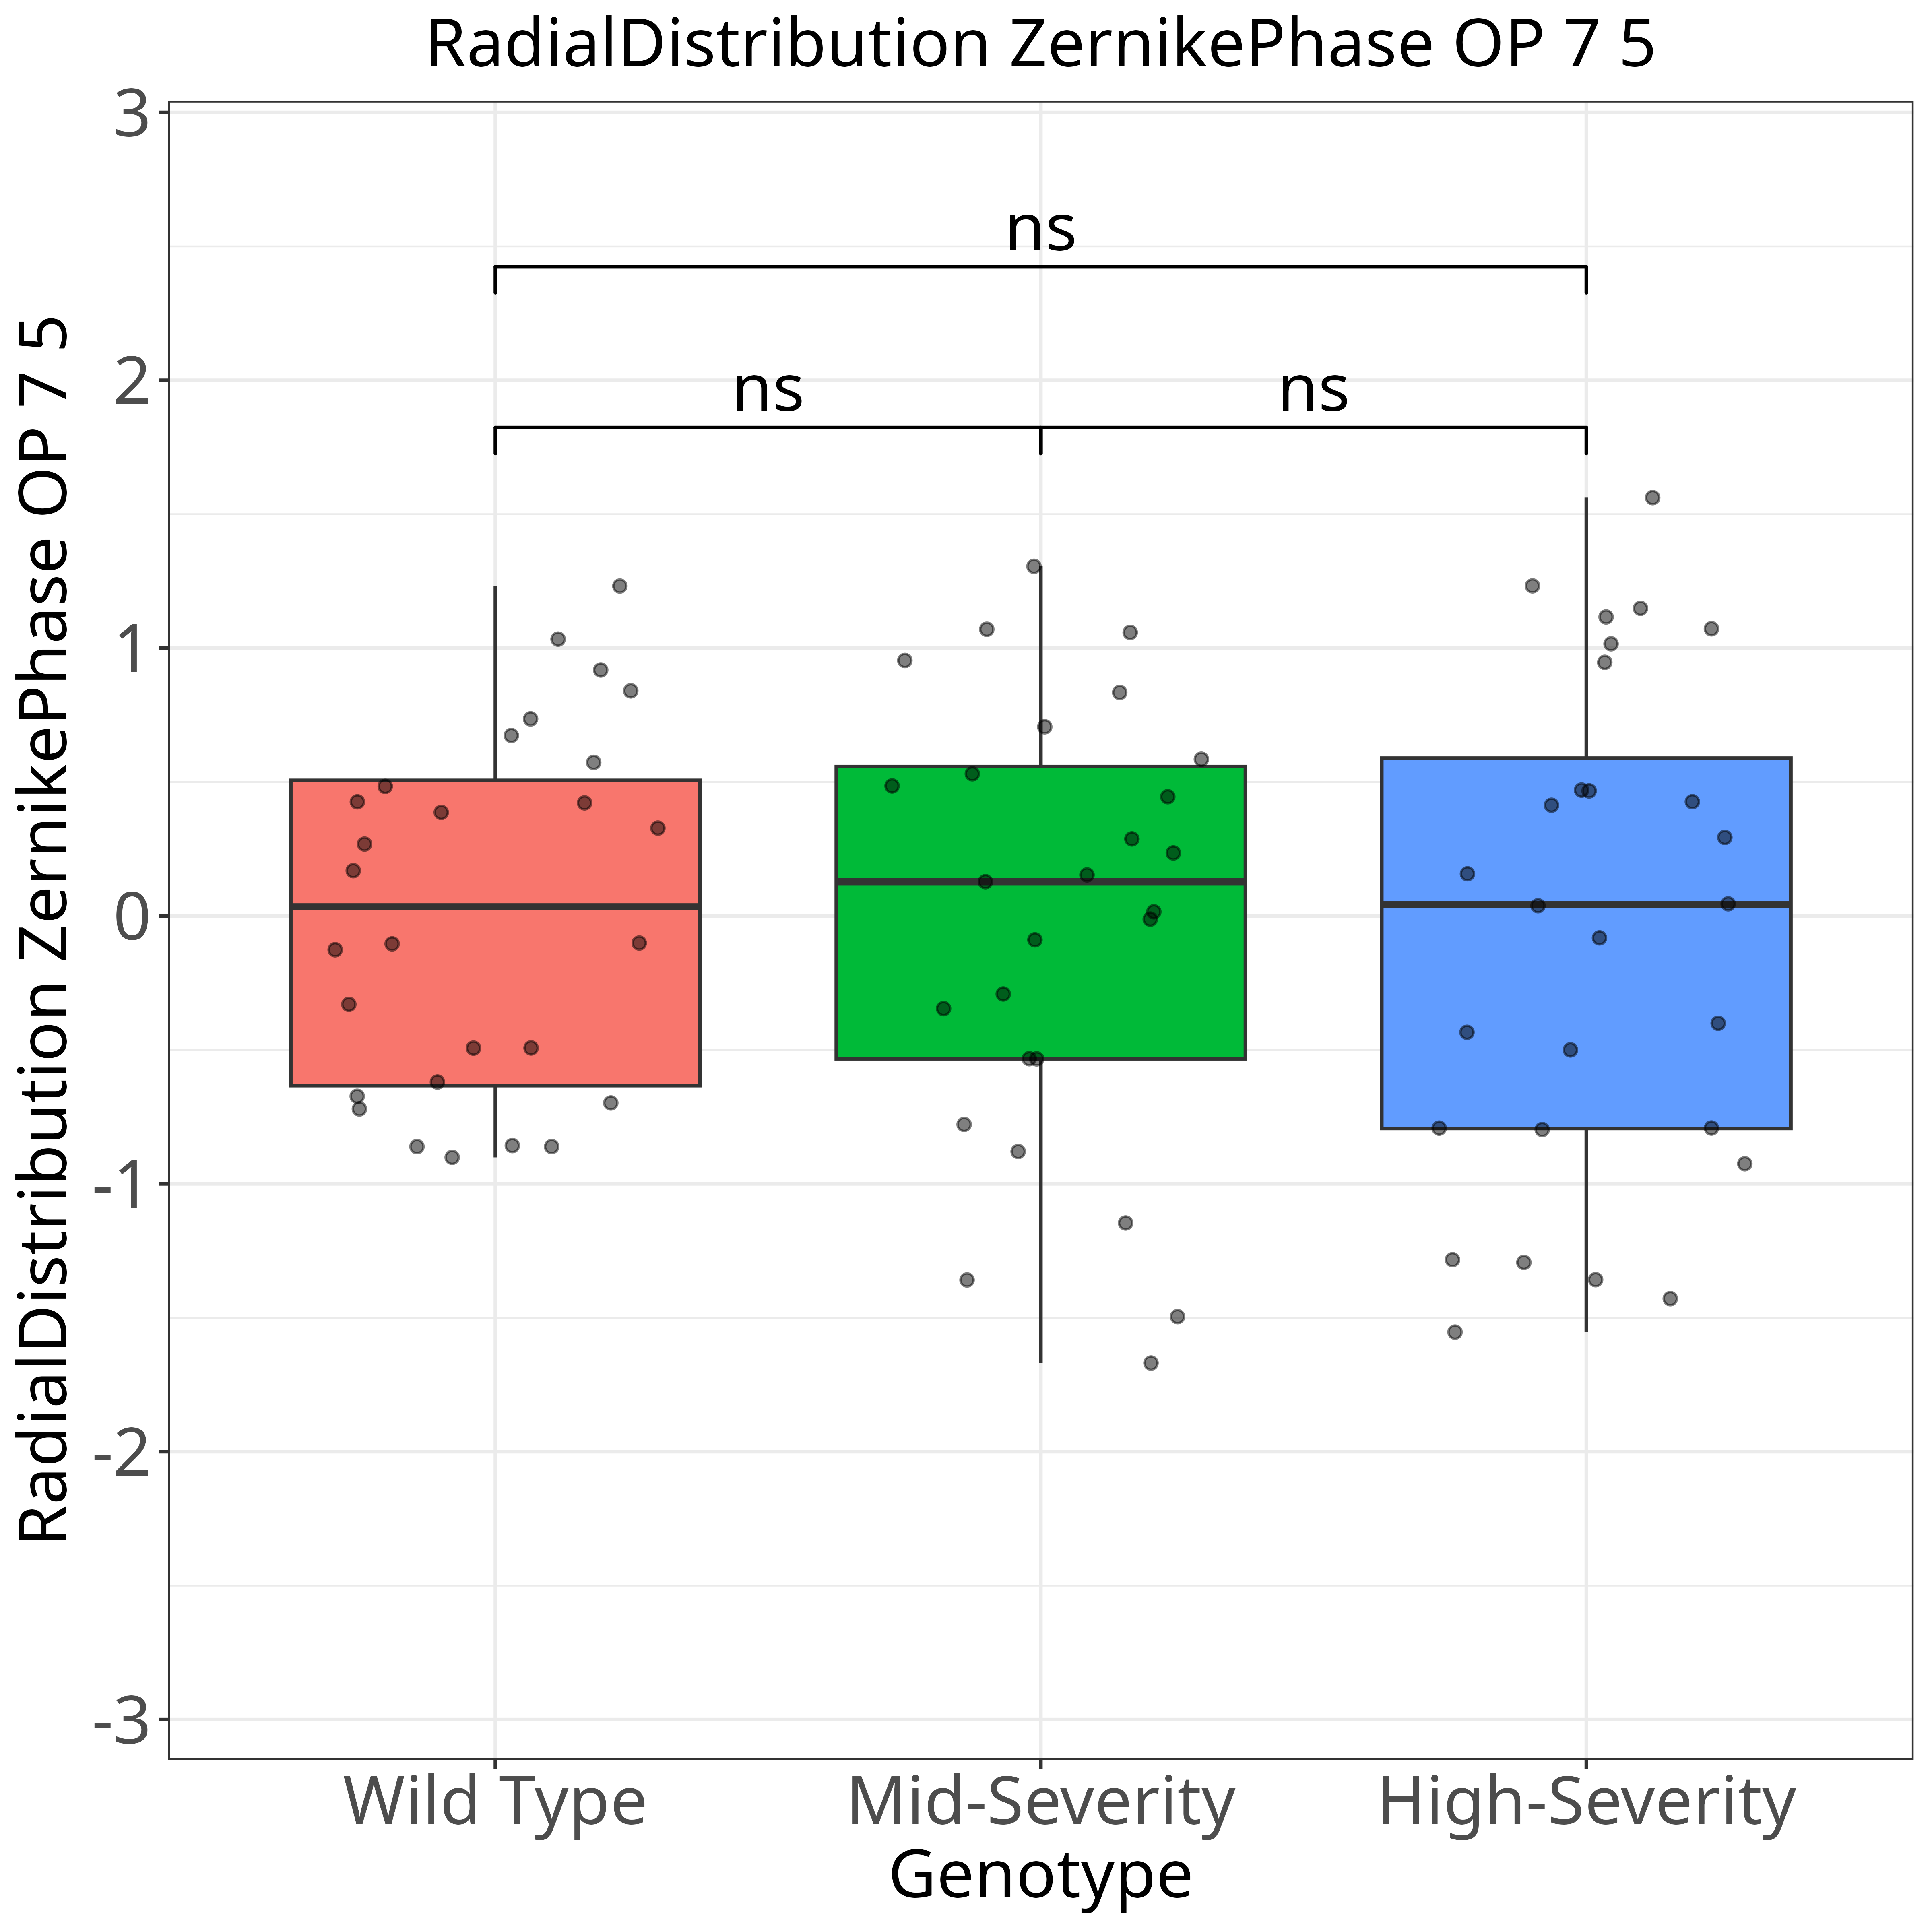 RadialDistribution ZernikePhase OP 7 5
RadialDistribution ZernikePhase OP 7 5
3
2
1
0
-1
-2
-3
ns
ns ns
Wild Type Mid-Severity High-Severity
Genotype